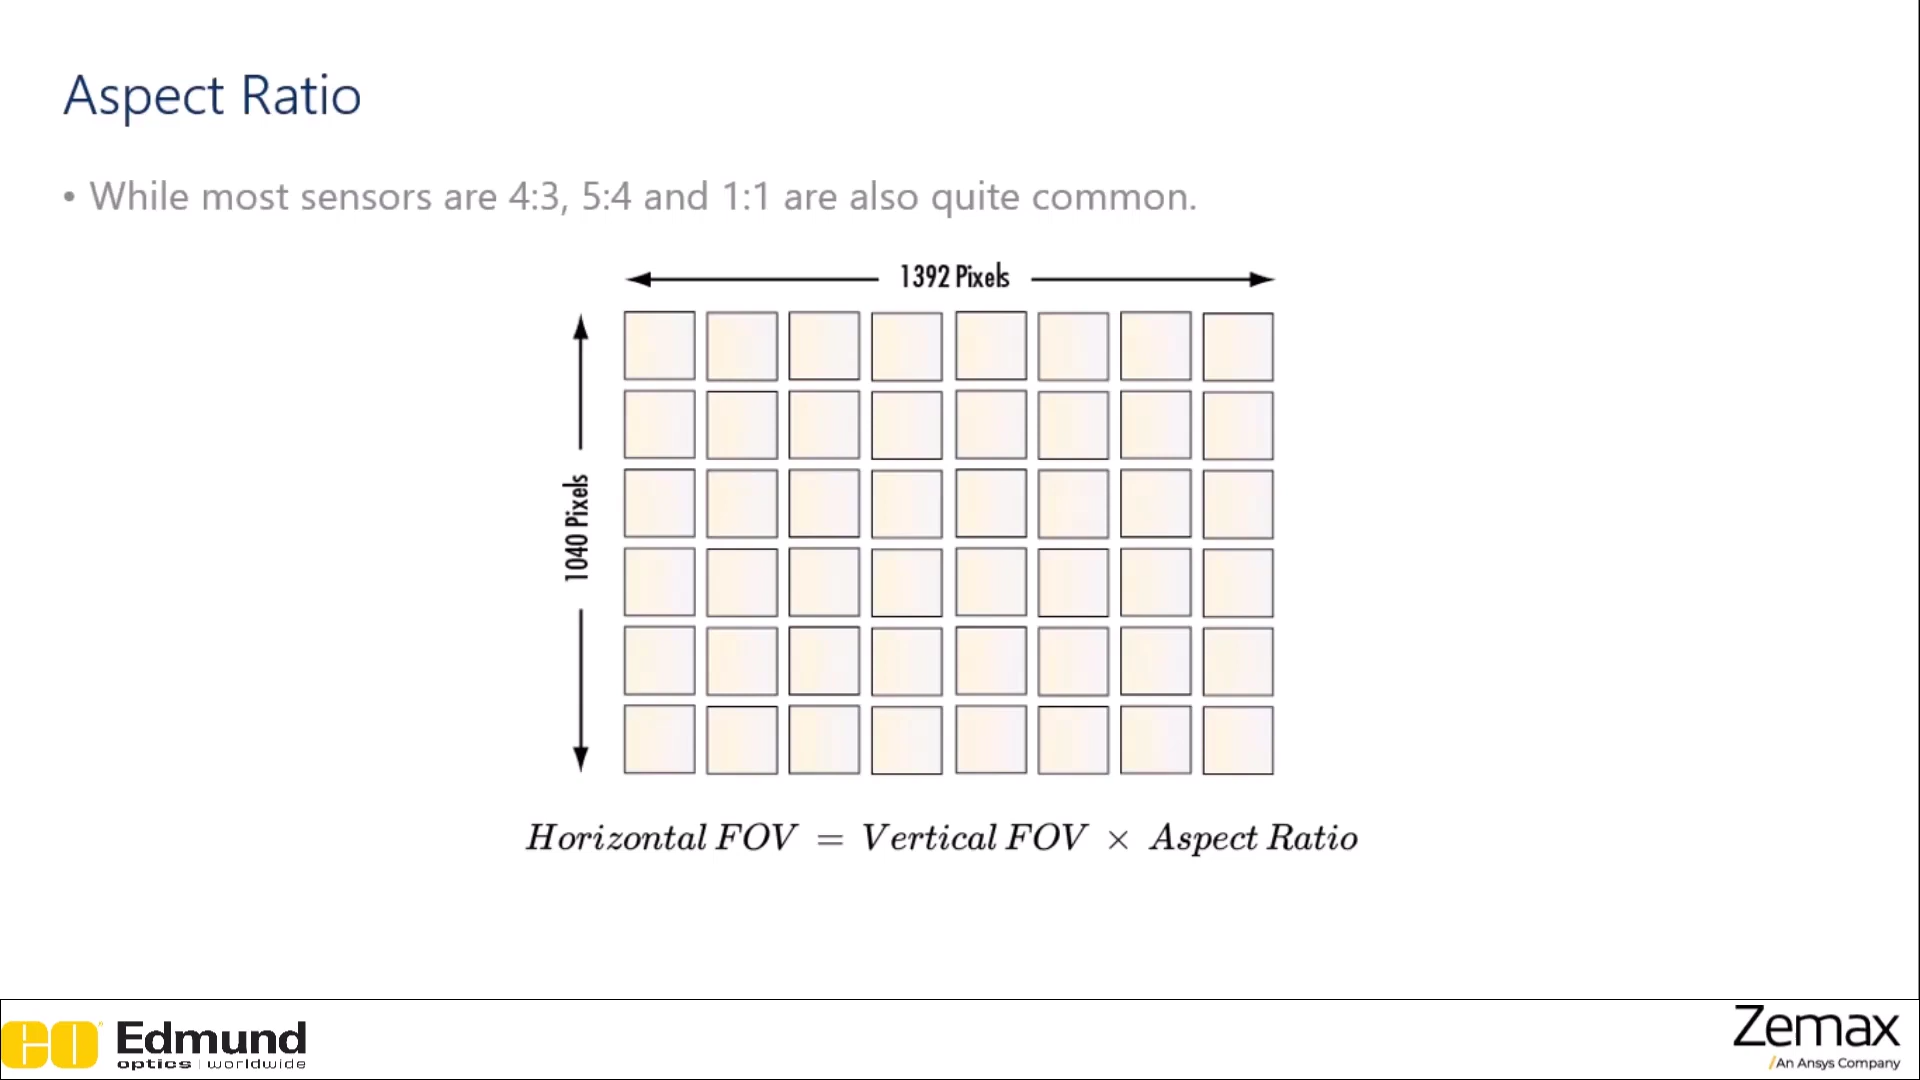 Aspect Ratio
• While most sensors are 4:3, 5:4 and 1:1 are also quite common.
1392 Pixels
1040 Pixels
Horizontal FOV = Vertical FOV × Aspect Ratio
EO Edmund
optics | worldwide
Zemax
An Ansys Company